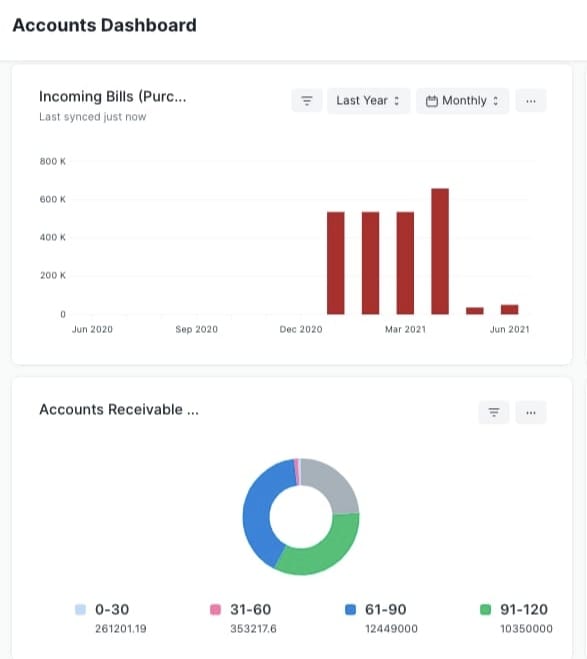 Accounts Dashboard
Incoming Bills (Purc...
Last Year
Monthly
...
Last synced just now
800 K
600 K
400 K
200 K
0
Jun 2020
Sep 2020
Dec 2020
Mar 2021
Jun 2021
Accounts Receivable ...
...
0-30
31-60
61-90
91-120
261201.19
353217.6
12449000
10350000